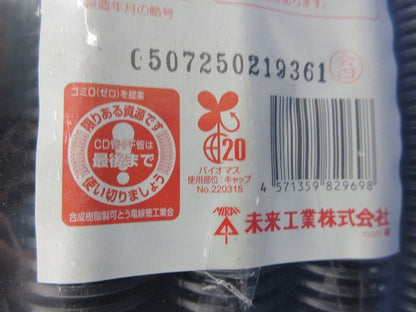 製造年月の略号
C507250219361
ゴミ0(ゼロ)を提案
限りある資源です
CD管・PF管は
最後まで
使い切りましょう
合成樹脂製可とう電線管工業会
20
バイオマス
使用部位:キャップ
No.220315
4 571359 829698
MIRAI
未来工業株式会社